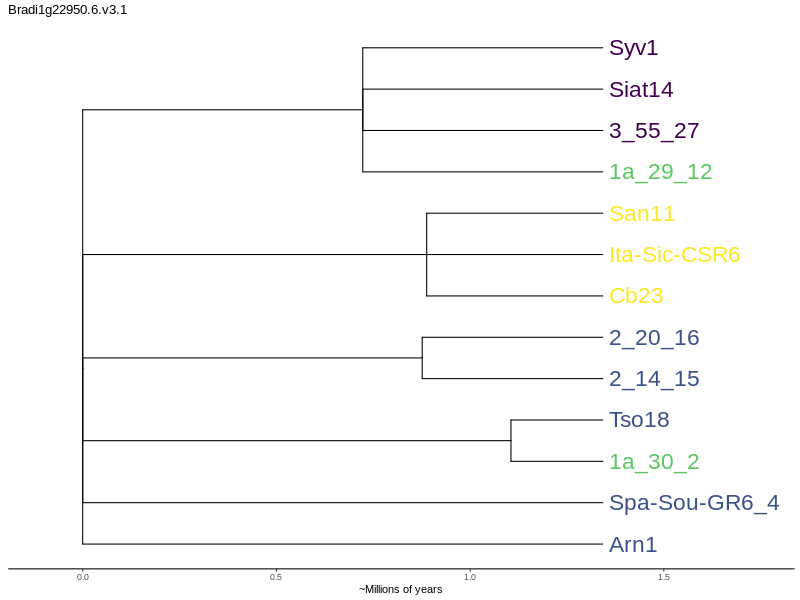 Bradi1g22950.6.v3.1
Syv1
Siat14
3_55_27
1a_29_12
San11
Ita-Sic-CSR6
Cb23
2_20_16
2_14_15
Tso18
1a_30_2
Spa-Sou-GR6_4
Arn1
0.0 0.5 1.0 1.5
~Millions of years